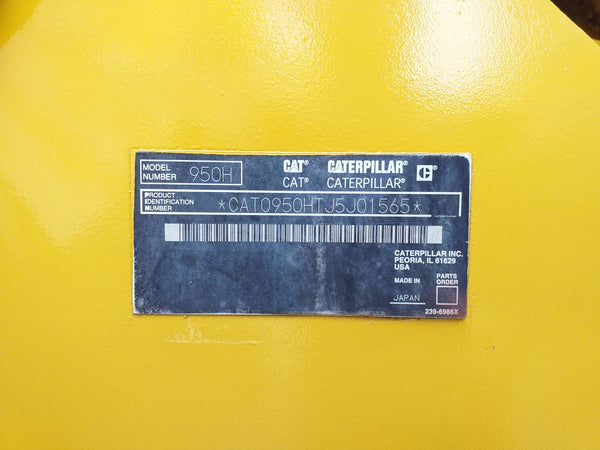 MODEL NUMBER 950H
CAT® CATERPILLAR® C
CAT® CATERPILLAR®
PRODUCT IDENTIFICATION NUMBER *CAT0950HTJ5J01565*
CATERPILLAR INC.
PEORIA, IL 61629
USA
MADE IN
JAPAN
PARTS ORDER
239-6986X